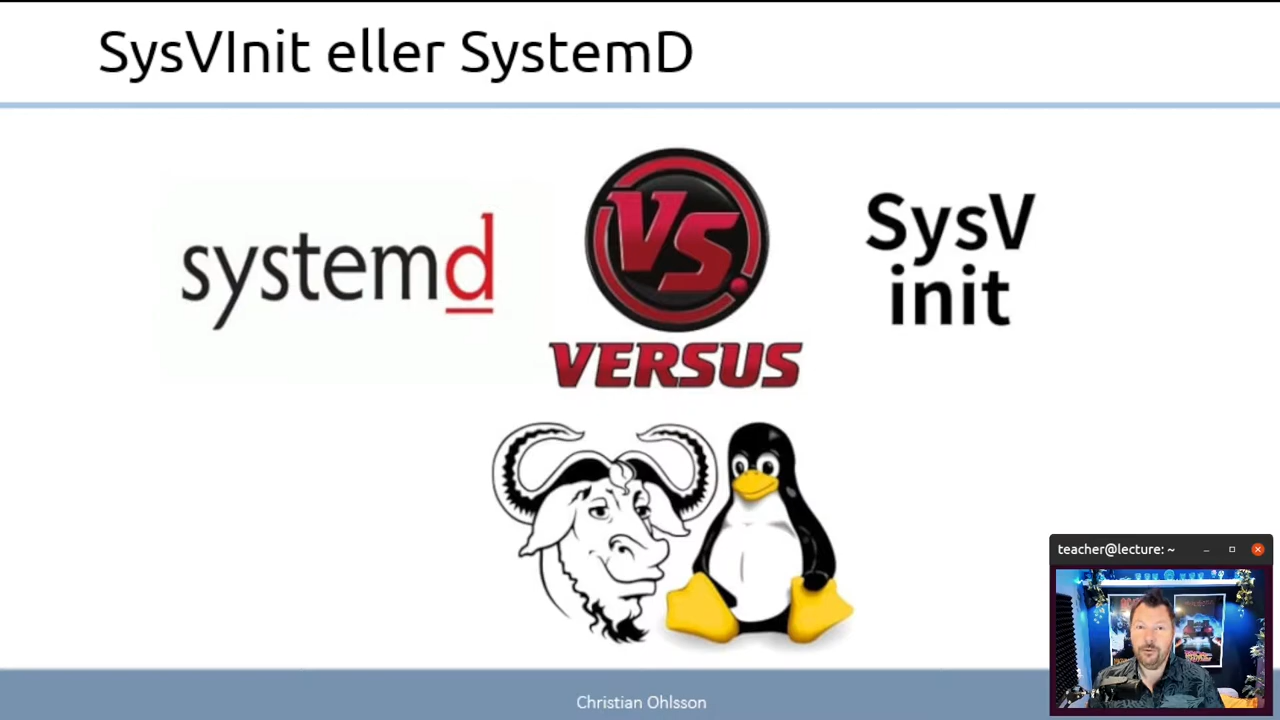 SysVInit eller SystemD
systemd
VS.
VERSUS
SysV
init
teacher@lecture: ~
Christian Ohlsson